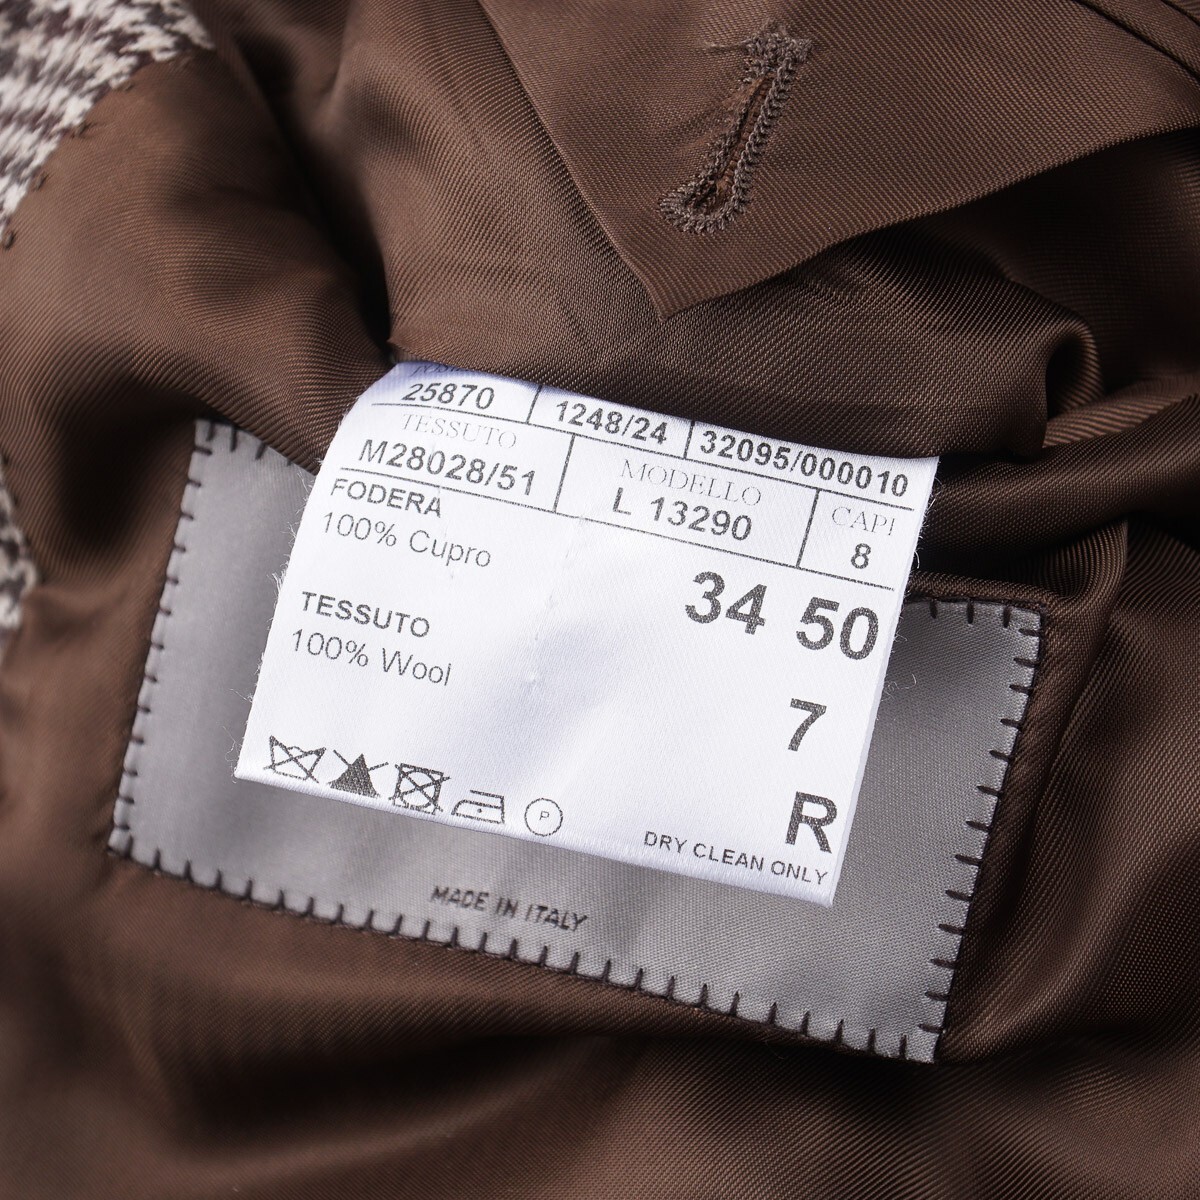 25870 1248/24 32095/000010
TESSUTO MODELLO CAPI
M28028/51 L 13290 8
FODERA
100% Cupro
34 50
TESSUTO
100% Wool
7
R
P
DRY CLEAN ONLY
MADE IN ITALY